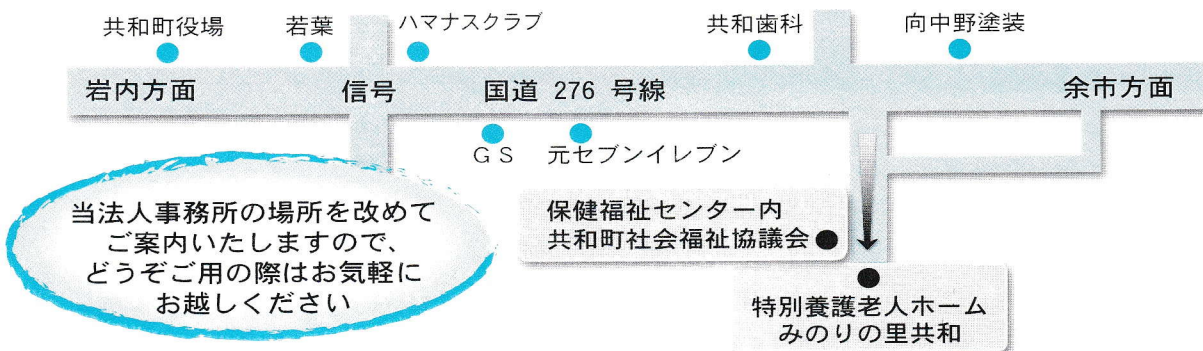 共和町役場
若葉
ハマナスクラブ
共和歯科
向中野塗装
岩内方面
信号
国道 276 号線
余市方面
GS
元セブンイレブン
当法人事務所の場所を改めて
ご案内いたしますので、
どうぞご用の際はお気軽に
お越しください
保健福祉センター内
共和町社会福祉協議会
特別養護老人ホーム
みのりの里共和